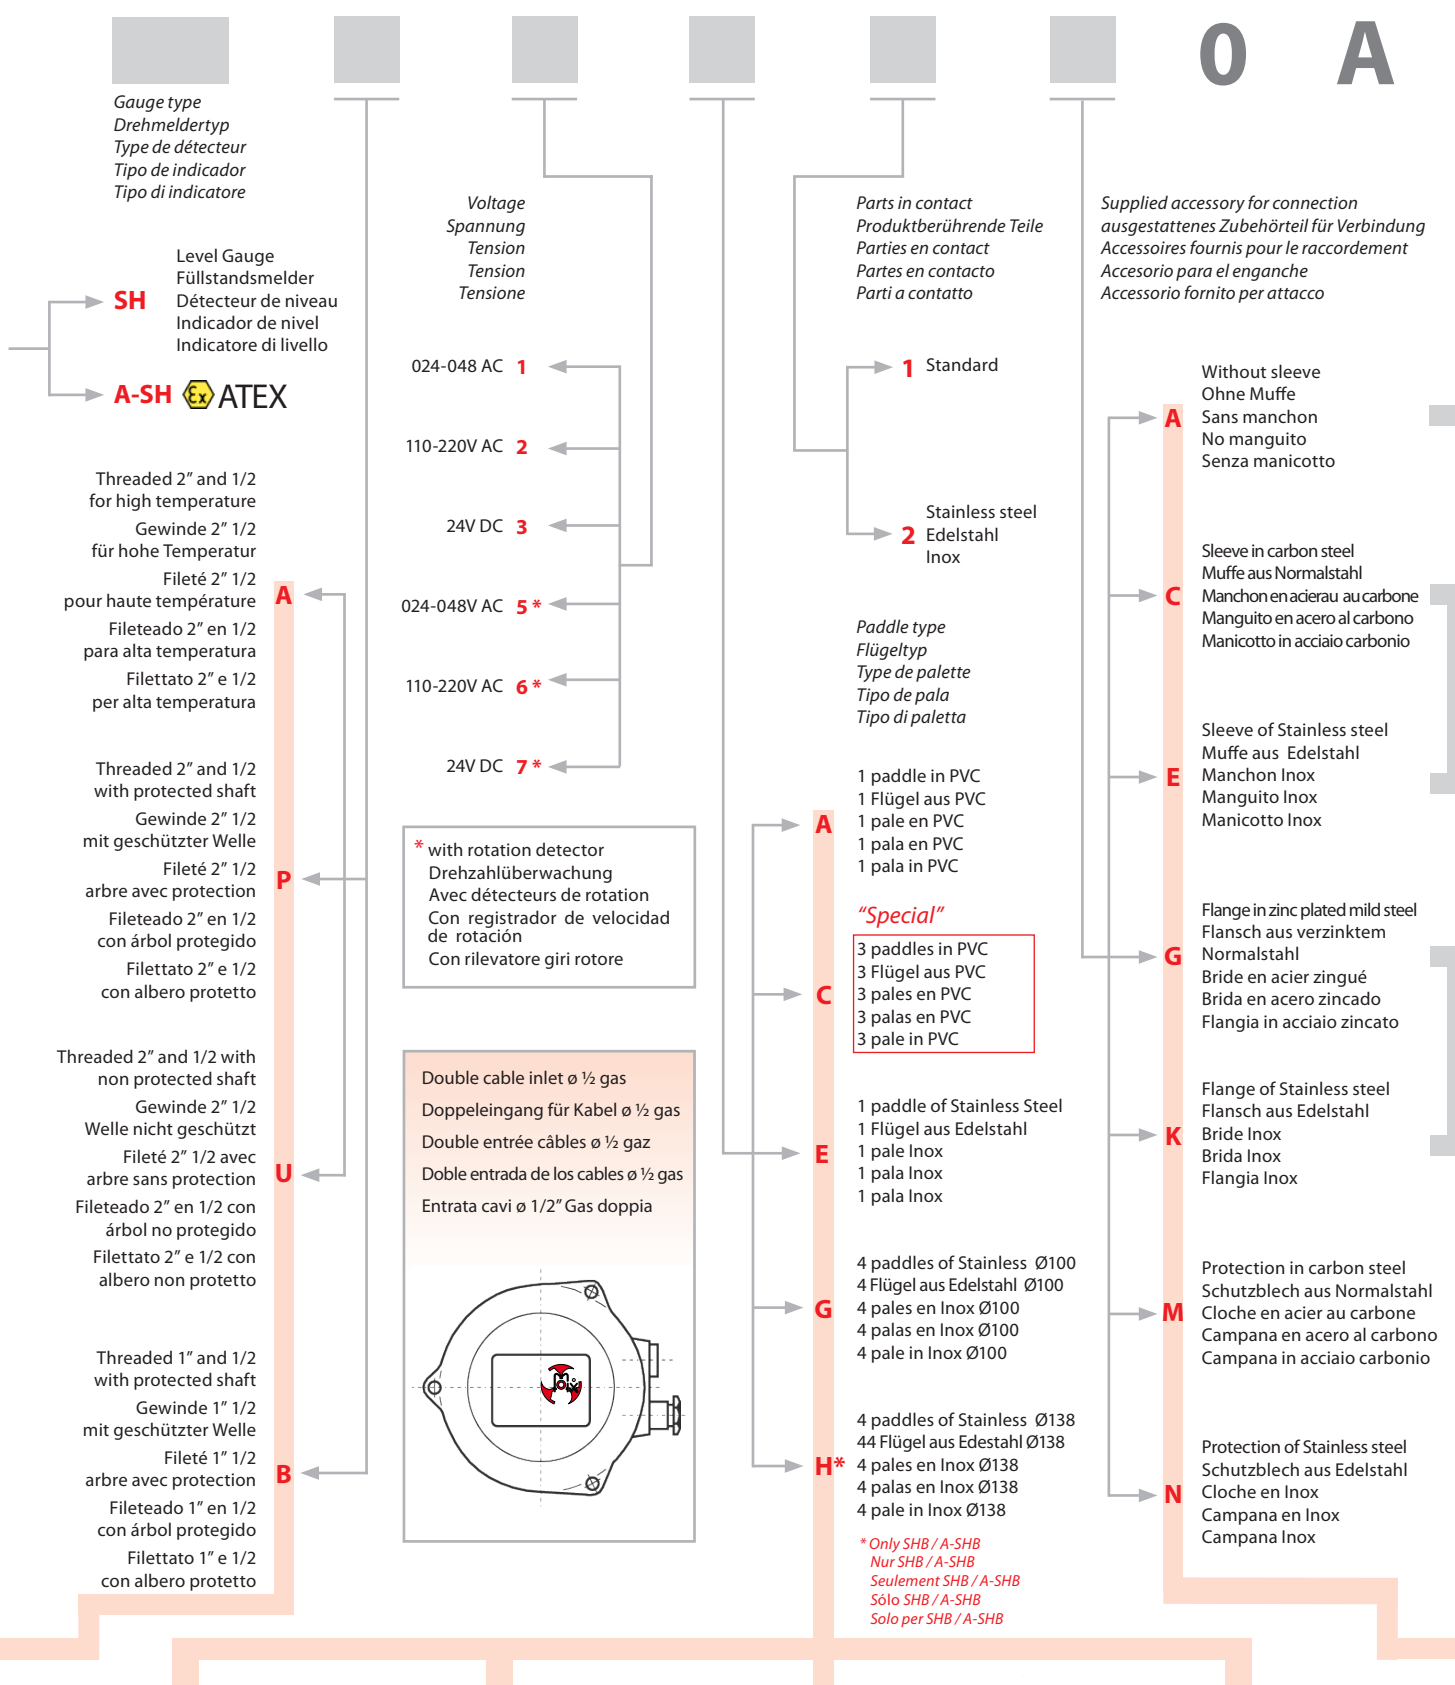 0 A
Gauge type
Drehmeldertyp
Type de détecteur
Tipo de indicador
Tipo di indicatore
Level Gauge
Füllstandsmelder
SH Détecteur de niveau
Indicador de nivel
Indicatore di livello
A-SH Ex ATEX
Threaded 2” and 1/2
for high temperature
Gewinde 2” 1/2
für hohe Temperatur
Fileté 2” 1/2
pour haute température
A
Fileteado 2” en 1/2
para alta temperatura
Filettato 2” e 1/2
per alta temperatura
Threaded 2” and 1/2
with protected shaft
Gewinde 2” 1/2
mit geschützter Welle
Fileté 2” 1/2
arbre avec protection
P
Fileteado 2” en 1/2
con árbol protegido
Filettato 2” e 1/2
con albero protetto
Threaded 2” and 1/2 with
non protected shaft
Gewinde 2” 1/2
Welle nicht geschützt
Fileté 2” 1/2 avec
arbre sans protection
U
Fileteado 2” en 1/2 con
árbol no protegido
Filettato 2” e 1/2 con
albero non protetto
Threaded 1” and 1/2
with protected shaft
Gewinde 1” 1/2
mit geschützter Welle
Fileté 1” 1/2
arbre avec protection
B
Fileteado 1” en 1/2
con árbol protegido
Filettato 1” e 1/2
con albero protetto
Voltage
Spannung
Tension
Tension
Tensione
024-048 AC 1
110-220V AC 2
24V DC 3
024-048V AC 5 *
110-220V AC 6 *
24V DC 7 *
* with rotation detector
Drehzahlüberwachung
Avec détecteurs de rotation
Con registrador de velocidad
de rotación
Con rilevatore giri rotore
Double cable inlet ø ½ gas
Doppeleingang für Kabel ø ½ gas
Double entrée câbles ø ½ gaz
Doble entrada de los cables ø ½ gas
Entrata cavi ø 1/2” Gas doppia
Parts in contact
Produktberührende Teile
Parties en contact
Partes en contacto
Parti a contatto
1 Standard
Stainless steel
2 Edelstahl
Inox
Paddle type
Flügeltyp
Type de palette
Tipo de pala
Tipo di paletta
1 paddle in PVC
1 Flügel aus PVC
A 1 pale en PVC
1 pala en PVC
1 pala in PVC
“Special”
3 paddles in PVC
3 Flügel aus PVC
C 3 pales en PVC
3 palas en PVC
3 pale in PVC
1 paddle of Stainless Steel
1 Flügel aus Edelstahl
E 1 pale Inox
1 pala Inox
1 pala Inox
4 paddles of Stainless Ø100
4 Flügel aus Edelstahl Ø100
G 4 pales en Inox Ø100
4 palas en Inox Ø100
4 pale in Inox Ø100
4 paddles of Stainless Ø138
44 Flügel aus Edestahl Ø138
H* 4 pales en Inox Ø138
4 palas en Inox Ø138
4 pale in Inox Ø138
* Only SHB / A-SHB
Nur SHB / A-SHB
Seulement SHB / A-SHB
Sólo SHB / A-SHB
Solo per SHB / A-SHB
Supplied accessory for connection
ausgestattenes Zubehörteil für Verbindung
Accessoires fournis pour le raccordement
Accesorio para el enganche
Accessorio fornito per attacco
Without sleeve
Ohne Muffe
A Sans manchon
No manguito
Senza manicotto
Sleeve in carbon steel
Muffe aus Normalstahl
C Manchon en acierau au carbone
Manguito en acero al carbono
Manicotto in acciaio carbonio
Sleeve of Stainless steel
Muffe aus Edelstahl
E Manchon Inox
Manguito Inox
Manicotto Inox
Flange in zinc plated mild steel
Flansch aus verzinktem
G Normalstahl
Bride en acier zingué
Brida en acero zincado
Flangia in acciaio zincato
Flange of Stainless steel
Flansch aus Edelstahl
K Bride Inox
Brida Inox
Flangia Inox
Protection in carbon steel
Schutzblech aus Normalstahl
M Cloche en acier au carbone
Campana en acero al carbono
Campana in acciaio carbonio
Protection of Stainless steel
Schutzblech aus Edelstahl
N Cloche en Inox
Campana en Inox
Campana Inox